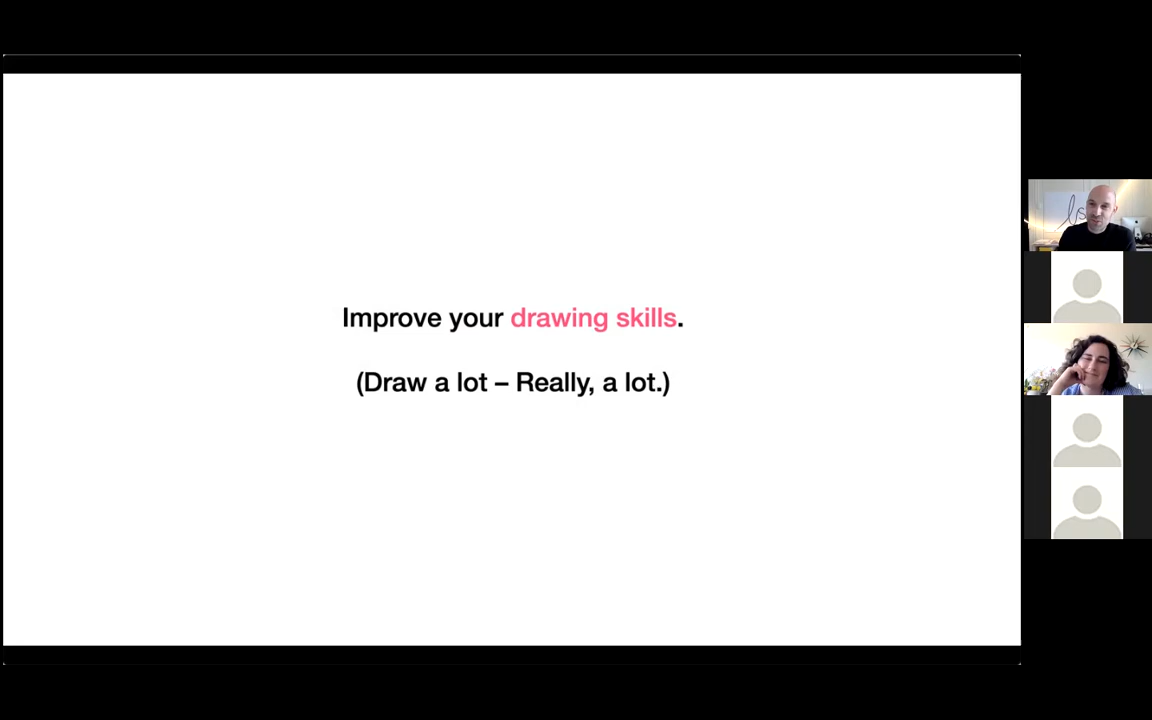 Improve your drawing skills.
(Draw a lot – Really, a lot.)